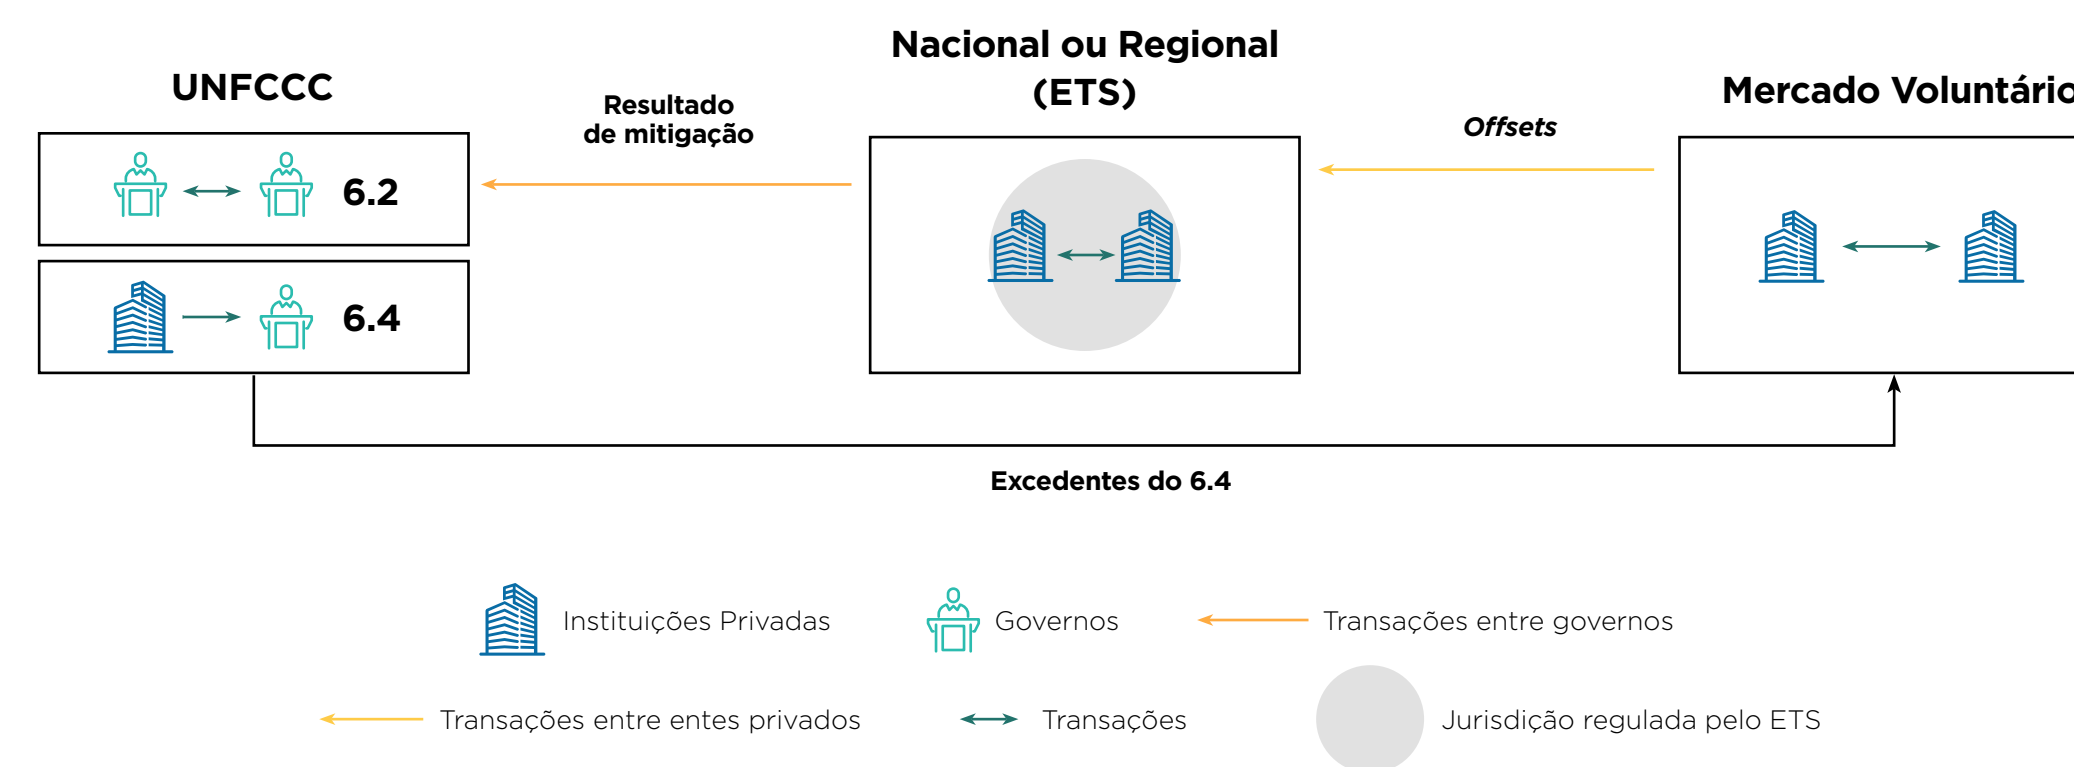 UNFCCC
Resultado
de mitigação
Nacional ou Regional
(ETS)
Offsets
Mercado Voluntário
6.2
6.4
Excedentes do 6.4
Instituições Privadas
Governos
Transações entre governos
Transações entre entes privados
Transações
Jurisdição regulada pelo ETS